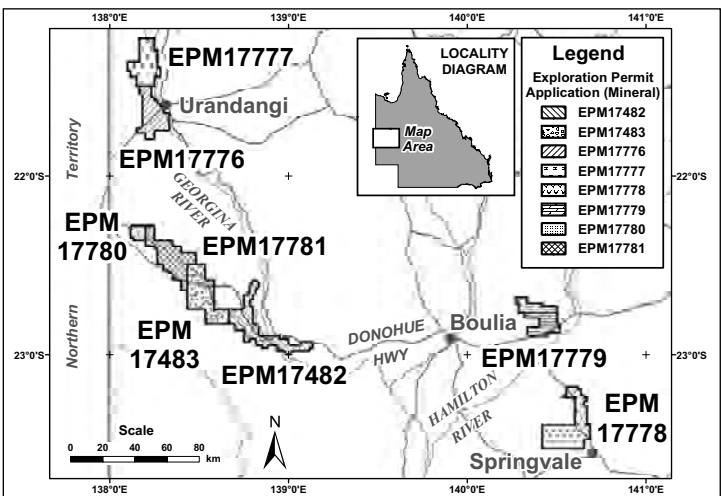 138°0'E
139°0'E
140°0'E
141°0'E
EPM17777
Urandangi
EPM17776
Territory
22°0'S
GEORGINA
RIVER
LOCALITY
DIAGRAM
Map
Area
Legend
Exploration Permit
Application (Mineral)
EPM17482
EPM17483
EPM17776
EPM17777
EPM17778
EPM17779
EPM17780
EPM17781
22°0'S
EPM
17780
EPM17781
Northern
EPM
17483
23°0'S
EPM17482
DONOHUE
HWY
Boulia
EPM17779
23°0'S
HAMILTON
RIVER
EPM
17778
Springvale
N
Scale
0 20 40 60 80
km
138°0'E
139°0'E
140°0'E
141°0'E